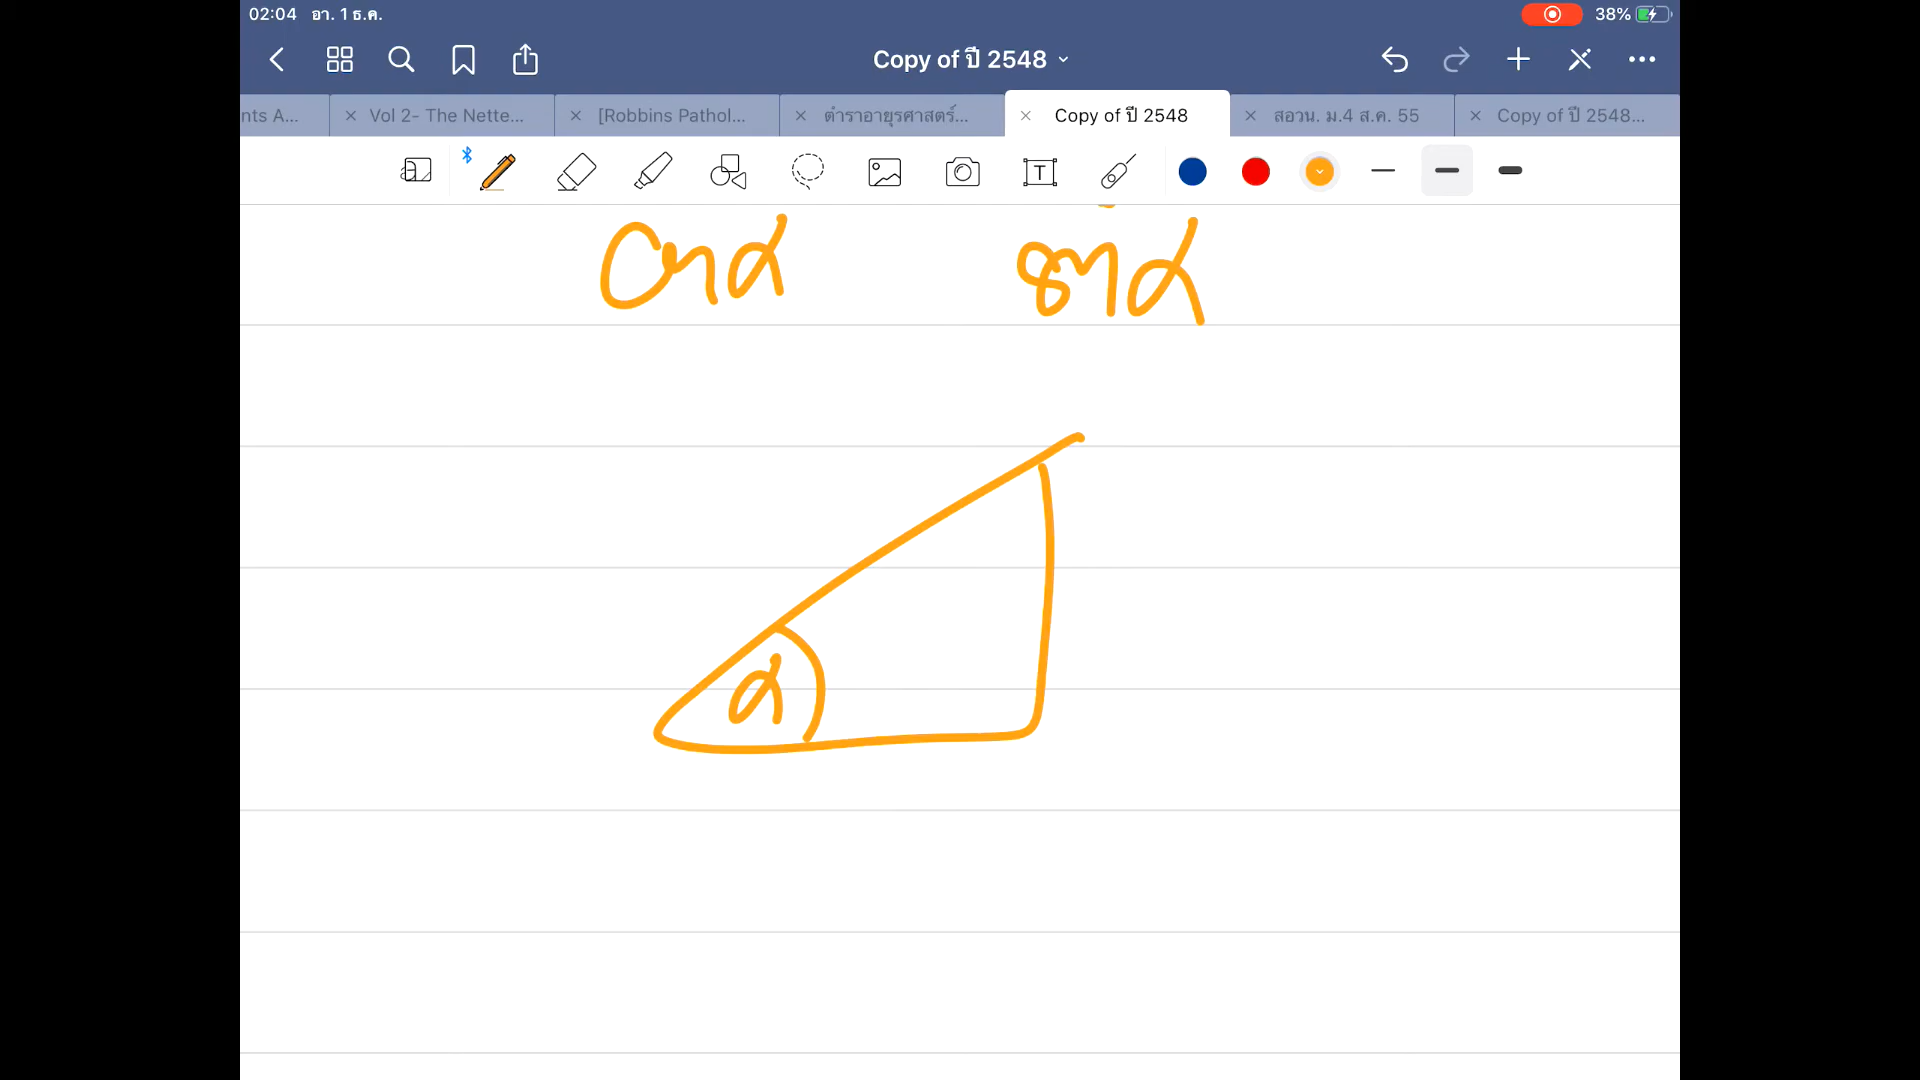 02:04 อา. 1 ธ.ค. 38%
Copy of ปี 2548
nts A... Vol 2- The Nette... [Robbins Pathol... ตำราอายุรศาสตร์... Copy of ปี 2548 สอวน. ม.4 ส.ค. 55 Copy of ปี 2548...
T
α